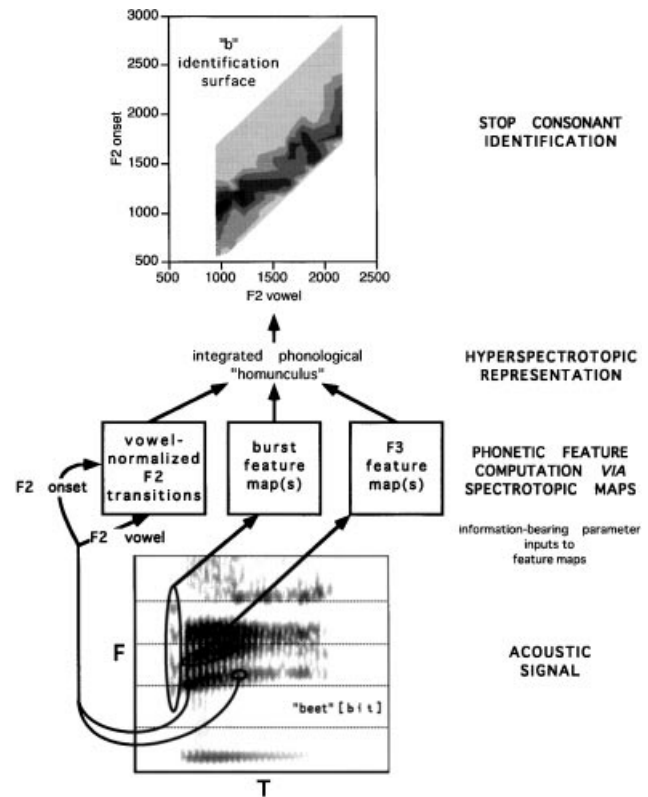 3000
2500
2000
1500
1000
500
F2 onset
"b"
identification
surface
500 1000 1500 2000 2500
F2 vowel
STOP CONSONANT
IDENTIFICATION
integrated phonological
"homunculus"
HYPERSPECTROTOPIC
REPRESENTATION
vowel-
normalized
F2
transitions
burst
feature
map(s)
F3
feature
map(s)
PHONETIC FEATURE
COMPUTATION VIA
SPECTROTOPIC MAPS
F2 onset
F2 vowel
information-bearing parameter
inputs to
feature maps
F
"beet" [bit]
T
ACOUSTIC
SIGNAL